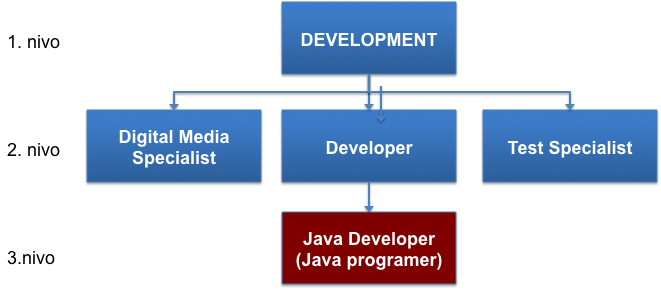 1. nivo
DEVELOPMENT
2. nivo
Digital Media
Specialist
Developer
Test Specialist
3.nivo
Java Developer
(Java programer)